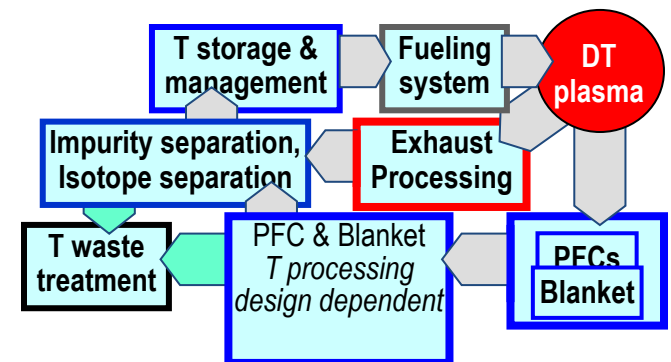 T storage &
management
Fueling
system
DT
plasma
Impurity separation,
Isotope separation
Exhaust
Processing
T waste
treatment
PFC & Blanket
T processing
design dependent
PFCs
Blanket